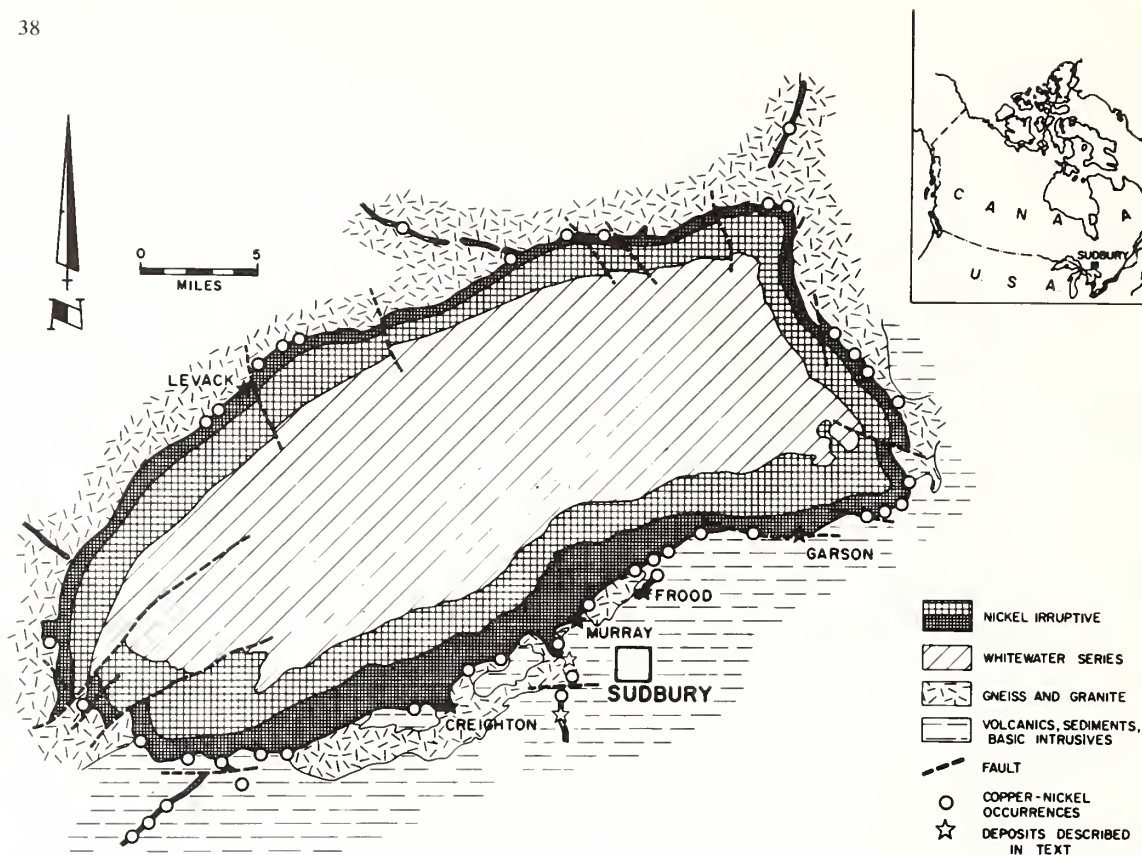 38
C A N A D A
SUDBURY
U. S. A.
N
0 5
MILES
LEVACK
GARSON
FROOD
MURRAY
SUDBURY
CREIGHTON
NICKEL IRRUPTIVE
WHITEWATER SERIES
GNEISS AND GRANITE
VOLCANICS, SEDIMENTS,
BASIC INTRUSIVES
FAULT
COPPER-NICKEL
OCCURRENCES
DEPOSITS DESCRIBED
IN TEXT